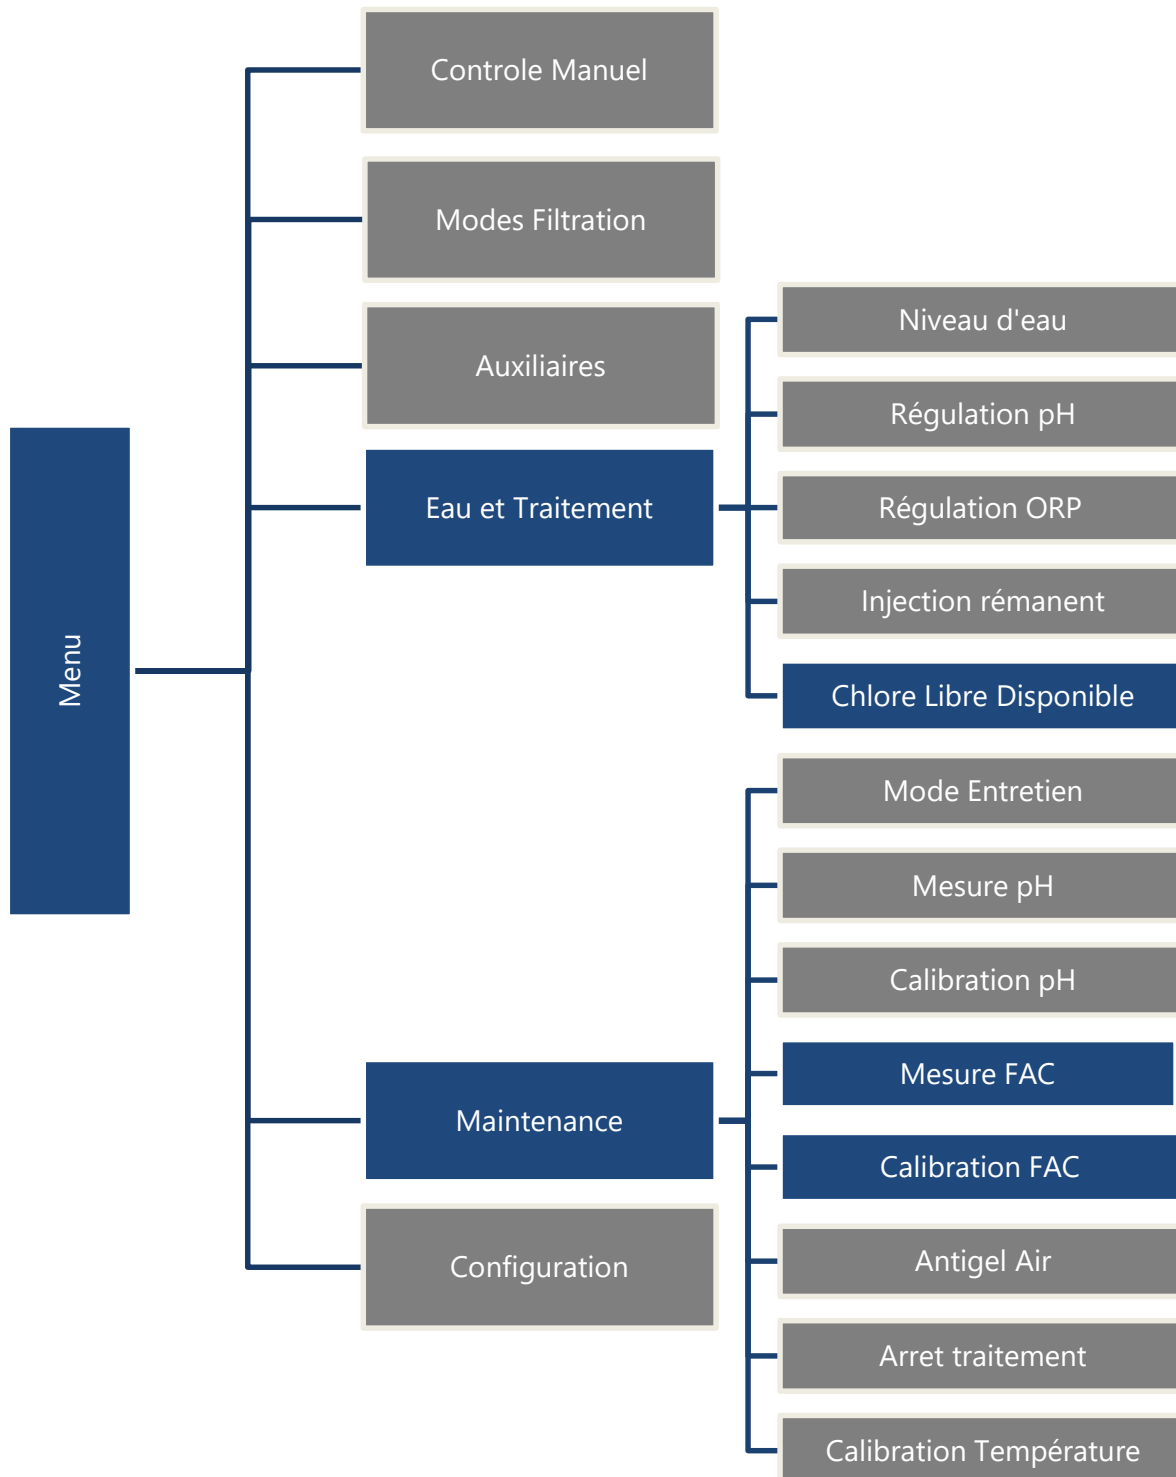 Menu
Controle Manuel
Modes Filtration
Auxiliaires
Eau et Traitement
Niveau d'eau
Régulation pH
Régulation ORP
Injection rémanent
Chlore Libre Disponible
Maintenance
Mode Entretien
Mesure pH
Calibration pH
Mesure FAC
Calibration FAC
Antigel Air
Arret traitement
Calibration Température
Configuration